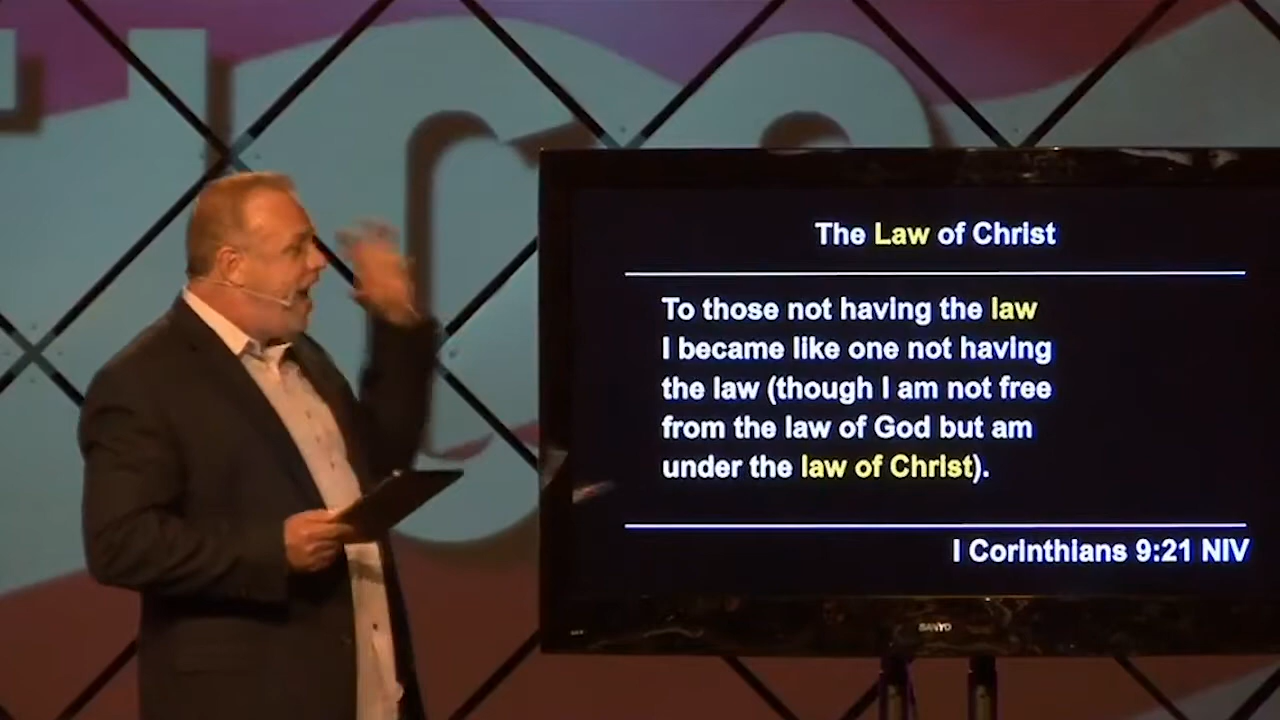 The Law of Christ
To those not having the law
I became like one not having
the law (though I am not free
from the law of God but am
under the law of Christ).
I Corinthians 9:21 NIV
SANYO